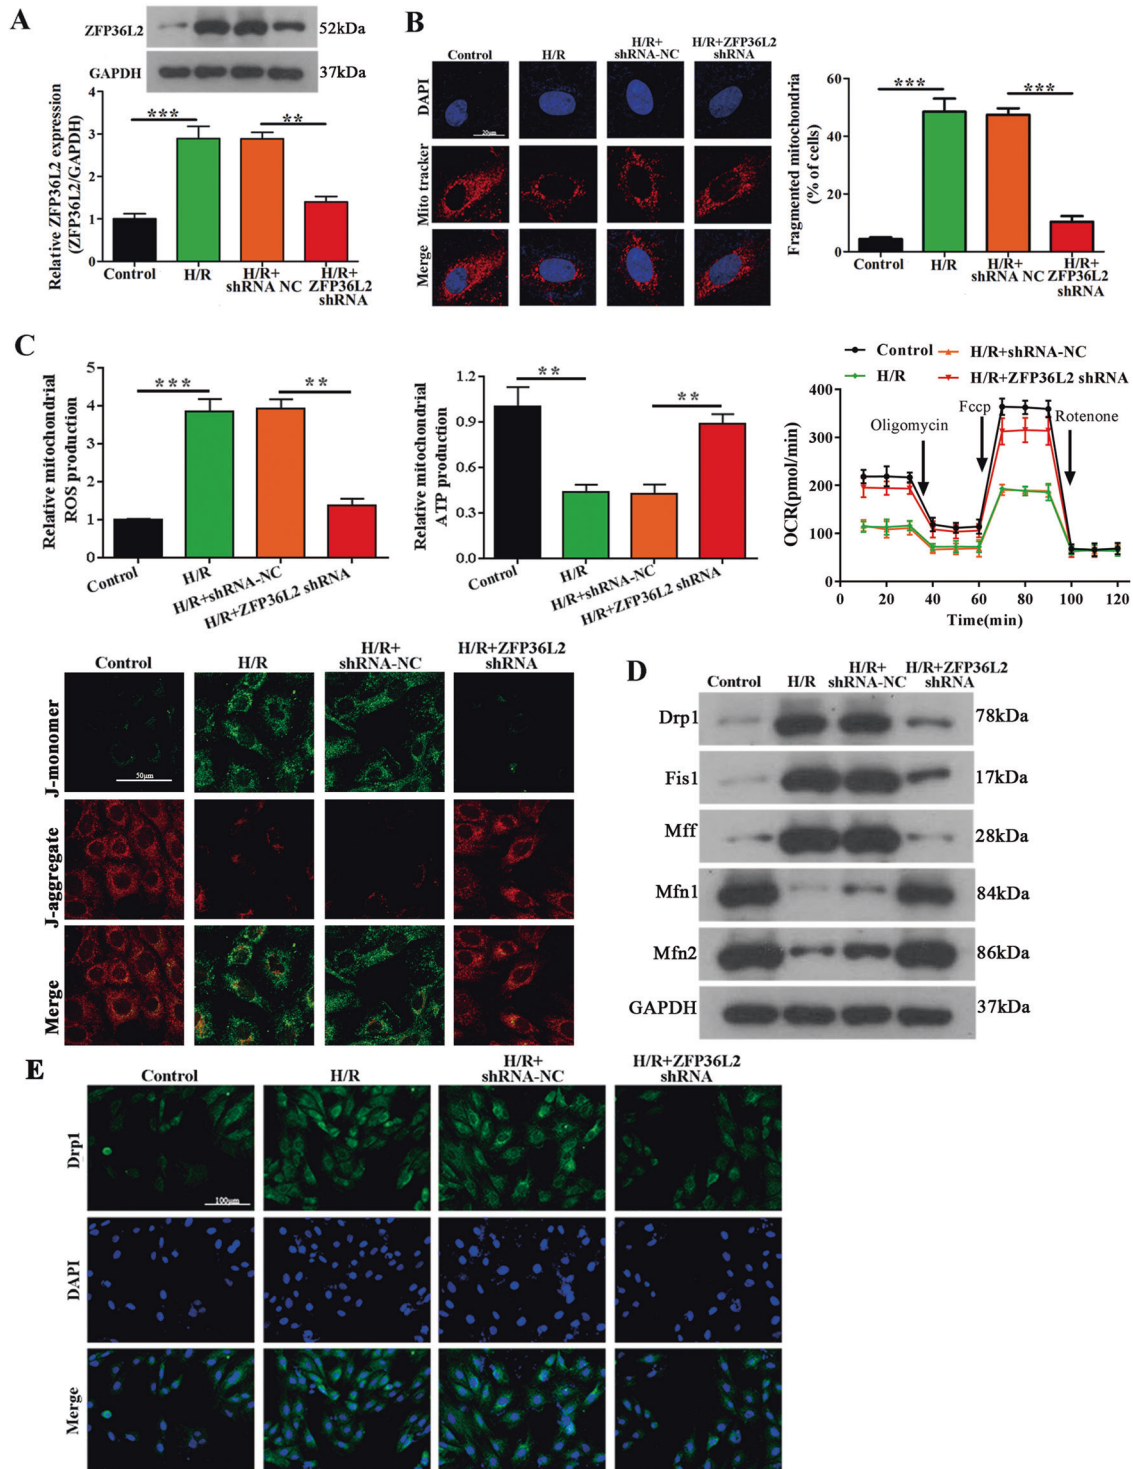 A
ZFP36L2
52kDa
GAPDH
37kDa
Relative ZFP36L2 expression
(ZFP36L2/GAPDH)
4
3
2
1
0
***
**
Control
H/R
H/R+
shRNA NC
H/R+
ZFP36L2
shRNA
B
Control
H/R
H/R+
shRNA-NC
H/R+ZFP36L2
shRNA
DAPI
20μm
Mito tracker
Merge
Fragmented mitochondria
(% of cells)
60
40
20
0
***
***
Control
H/R
H/R+
shRNA NC
H/R+
ZFP36L2
shRNA
C
Relative mitochondrial
ROS production
5
4
3
2
1
0
***
**
Control
H/R
H/R+shRNA-NC
H/R+ZFP36L2 shRNA
Relative mitochondrial
ATP production
1.2
0.9
0.6
0.3
0.0
**
**
Control
H/R
H/R+shRNA-NC
H/R+ZFP36L2 shRNA
Control
H/R+shRNA-NC
H/R
H/R+ZFP36L2 shRNA
OCR(pmol/min)
400
300
200
100
0
Oligomycin
Fccp
Rotenone
0 20 40 60 80 100 120
Time(min)
Control
H/R
H/R+
shRNA-NC
H/R+ZFP36L2
shRNA
J-monomer
50μm
J-aggregate
Merge
D
Control
H/R
H/R+
shRNA-NC
H/R+ZFP36L2
shRNA
Drp1
78kDa
Fis1
17kDa
Mff
28kDa
Mfn1
84kDa
Mfn2
86kDa
GAPDH
37kDa
E
Control
H/R
H/R+
shRNA-NC
H/R+ZFP36L2
shRNA
Drp1
100μm
DAPI
Merge